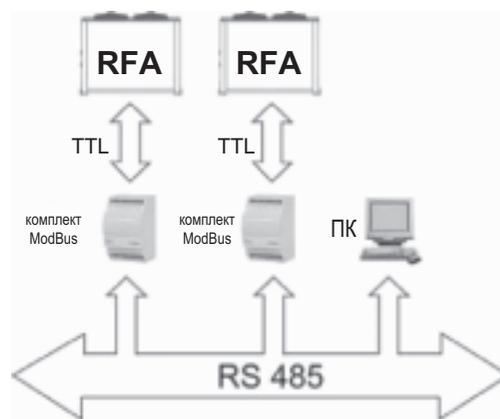 RFA RFA
TTL TTL
комплект комплект ПК
ModBus ModBus
RS 485